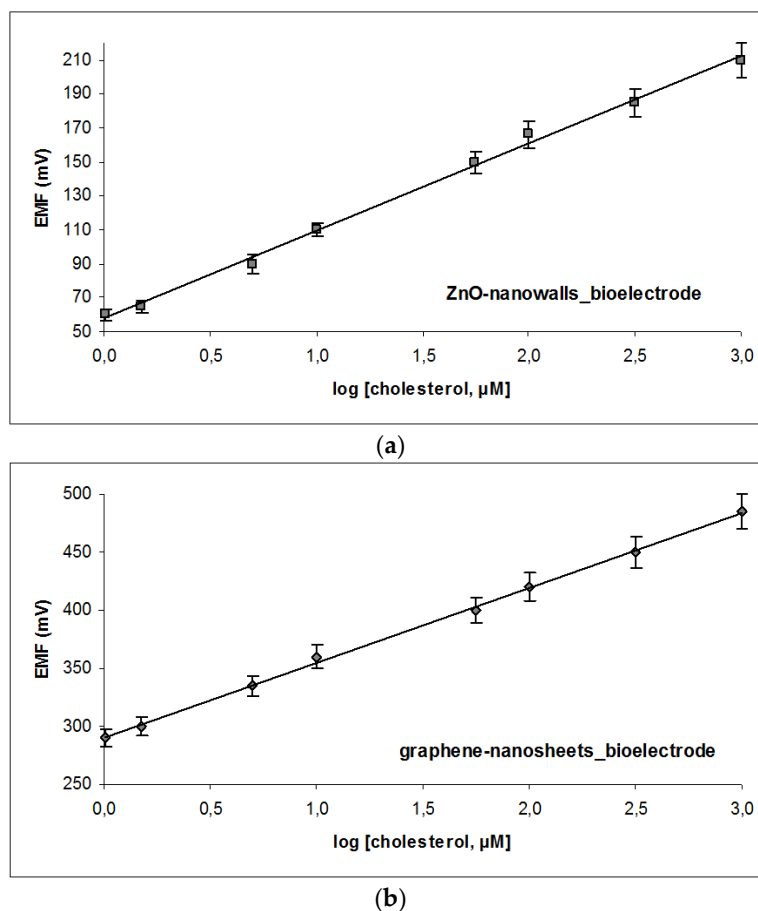 210
190
170
150
130
110
90
70
50
EMF (mV)
ZnO-nanowalls_bioelectrode
0,0 0,5 1,0 1,5 2,0 2,5 3,0
log [cholesterol, µM]
(a)
500
450
400
350
300
250
EMF (mV)
graphene-nanosheets_bioelectrode
0,0 0,5 1,0 1,5 2,0 2,5 3,0
log [cholesterol, µM]
(b)